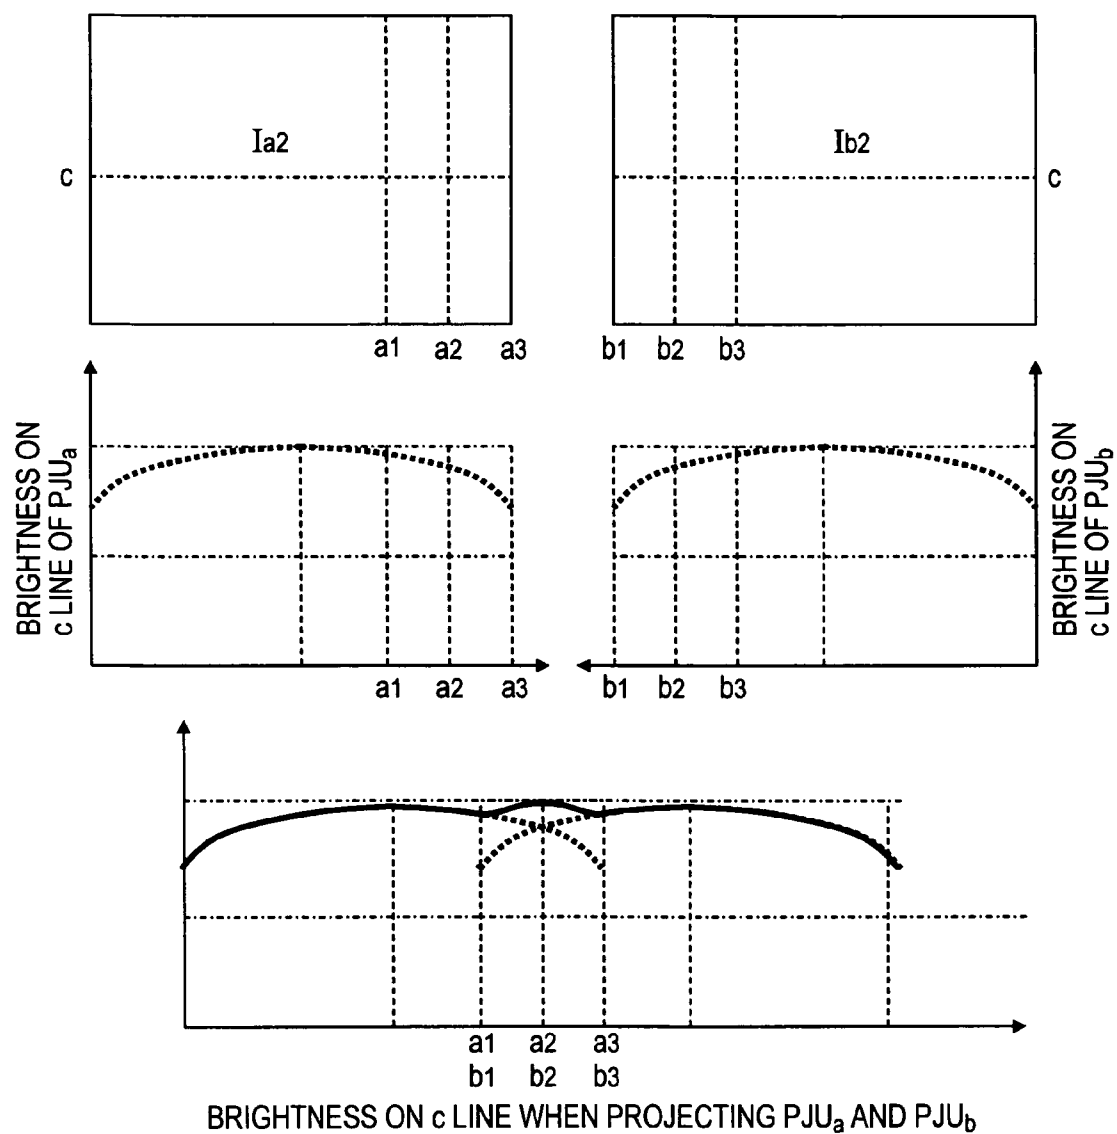 Ia2
Ib2
c
c
a1 a2 a3
b1 b2 b3
BRIGHTNESS ON
c LINE OF PJUa
BRIGHTNESS ON
c LINE OF PJUb
a1 a2 a3
b1 b2 b3
a1 a2 a3
b1 b2 b3
BRIGHTNESS ON c LINE WHEN PROJECTING PJUa AND PJUb